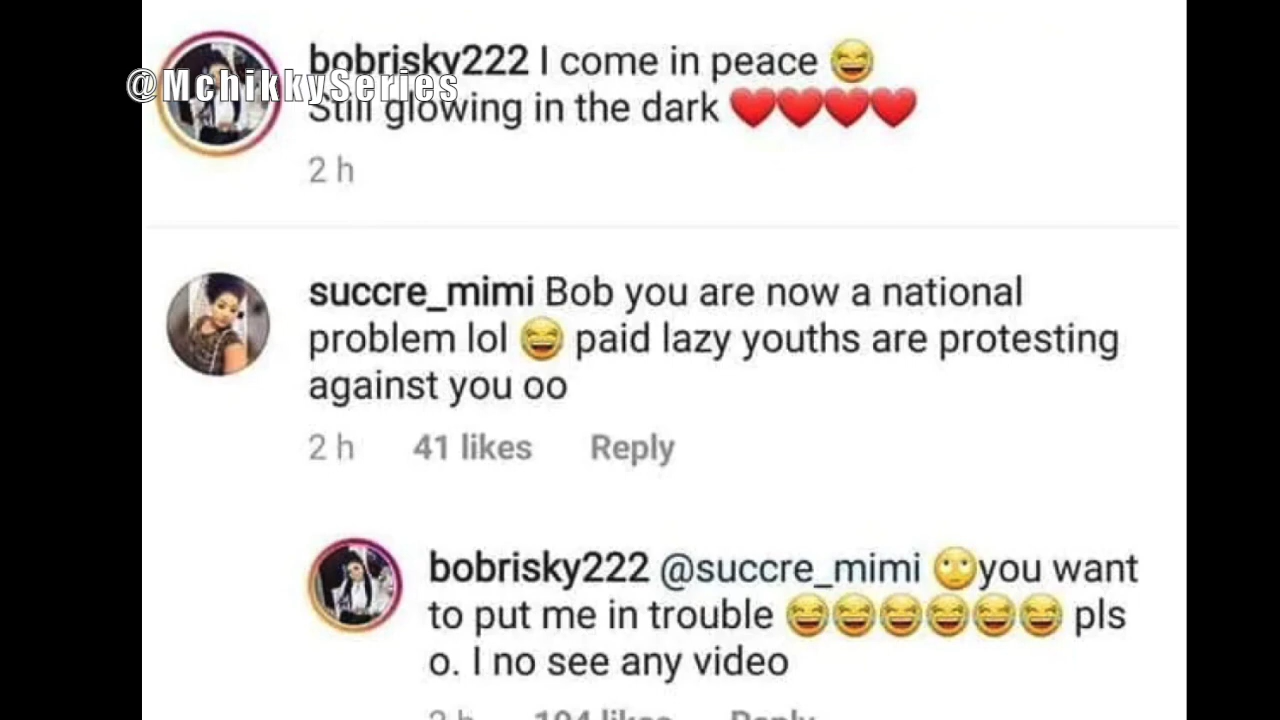 bobrisky222 I come in peace 😂
@MchikkySeries
Still glowing in the dark ❤️❤️❤️❤️
2 h
succre_mimi Bob you are now a national
problem lol 😂 paid lazy youths are protesting
against you oo
2 h 41 likes Reply
bobrisky222 @succre_mimi 🙄you want
to put me in trouble 😂😂😂😂😂😂 pls
o. I no see any video
2 h 194 likes Reply